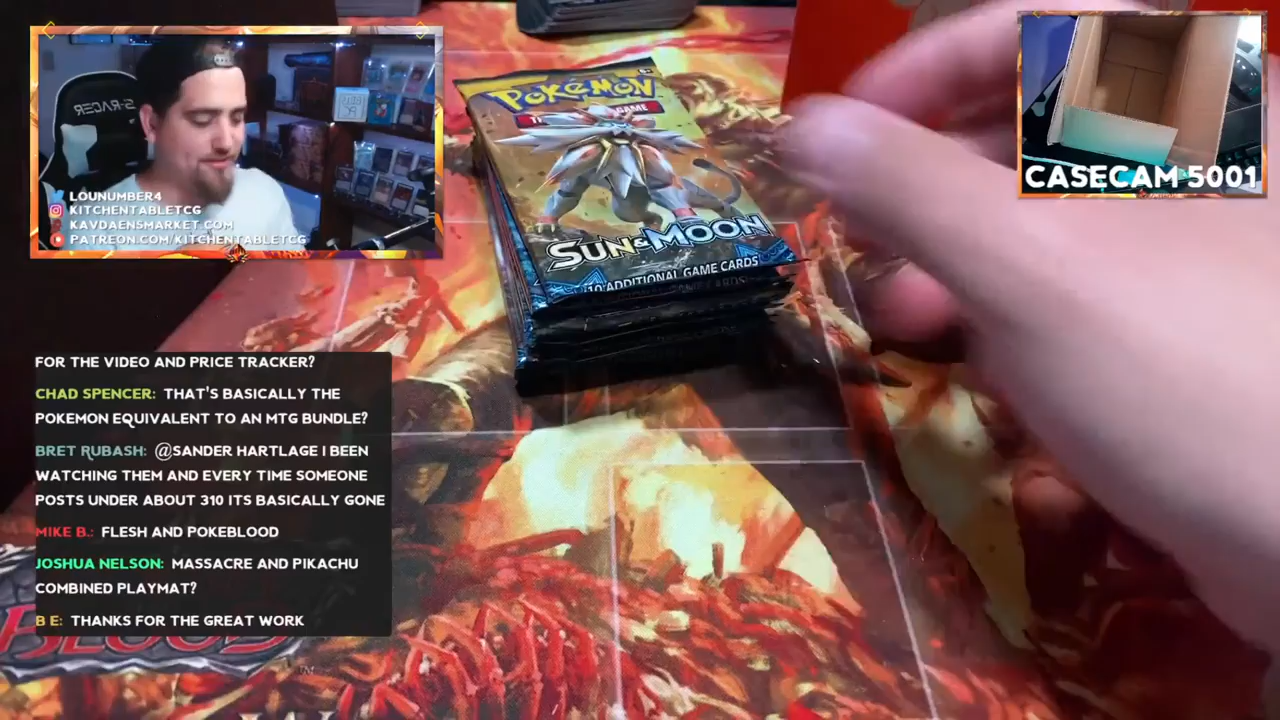 S-RACER
LOUNUMBER4
KITCHENTABLETCG
KAVDAENSMARKET.COM
PATREON.COM/KITCHENTABLETCG
POKéMON
GAME
SUN & MOON
10 ADDITIONAL GAME CARDS
CASECAM 5001
FOR THE VIDEO AND PRICE TRACKER?
CHAD SPENCER: THAT'S BASICALLY THE
POKEMON EQUIVALENT TO AN MTG BUNDLE?
BRET RUBASH: @SANDER HARTLAGE I BEEN
WATCHING THEM AND EVERY TIME SOMEONE
POSTS UNDER ABOUT 310 ITS BASICALLY GONE
MIKE B.: FLESH AND POKEBLOOD
JOSHUA NELSON: MASSACRE AND PIKACHU
COMBINED PLAYMAT?
B E: THANKS FOR THE GREAT WORK
BLOOD